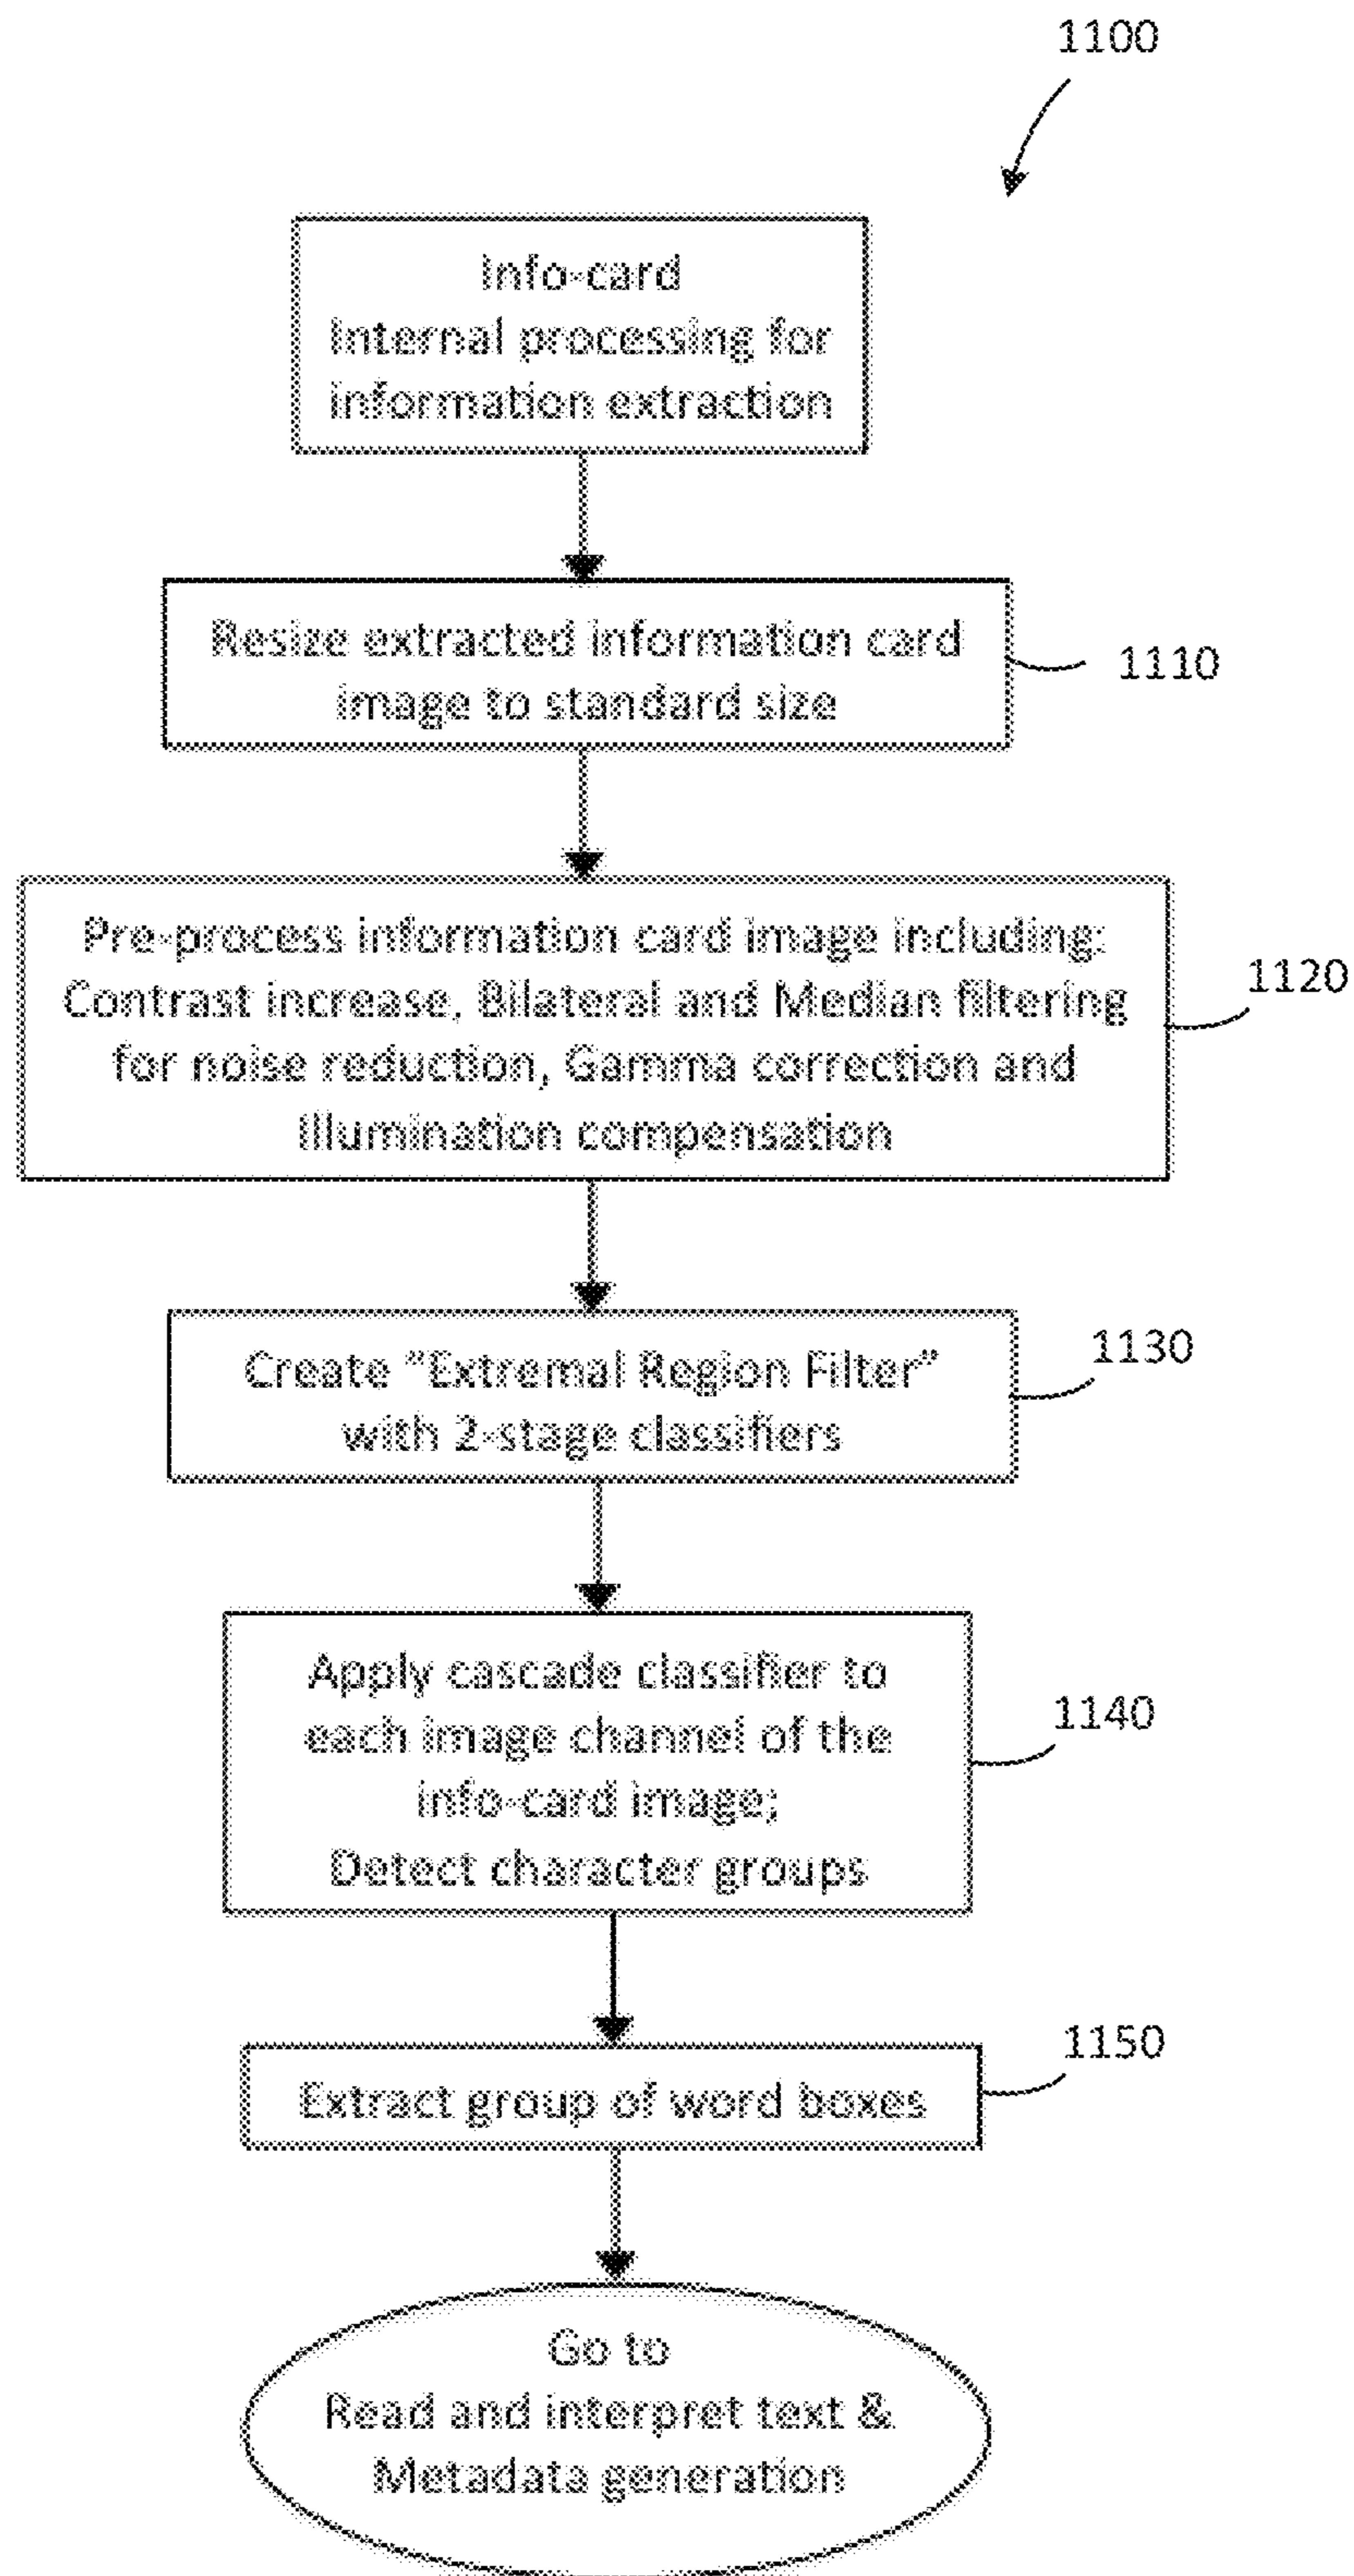 1100
Info-card
Internal processing for
information extraction
Resize extracted information card
image to standard size
1110
Pre-process information card image including:
Contrast increase, Bilateral and Median filtering
for noise reduction, Gamma correction and
Illumination compensation
1120
Create "Extremal Region Filter"
with 2-stage classifiers
1130
Apply cascade classifier to
each image channel of the
info-card image;
Detect character groups
1140
Extract group of word boxes
1150
Go to
Read and interpret text &
Metadata generation